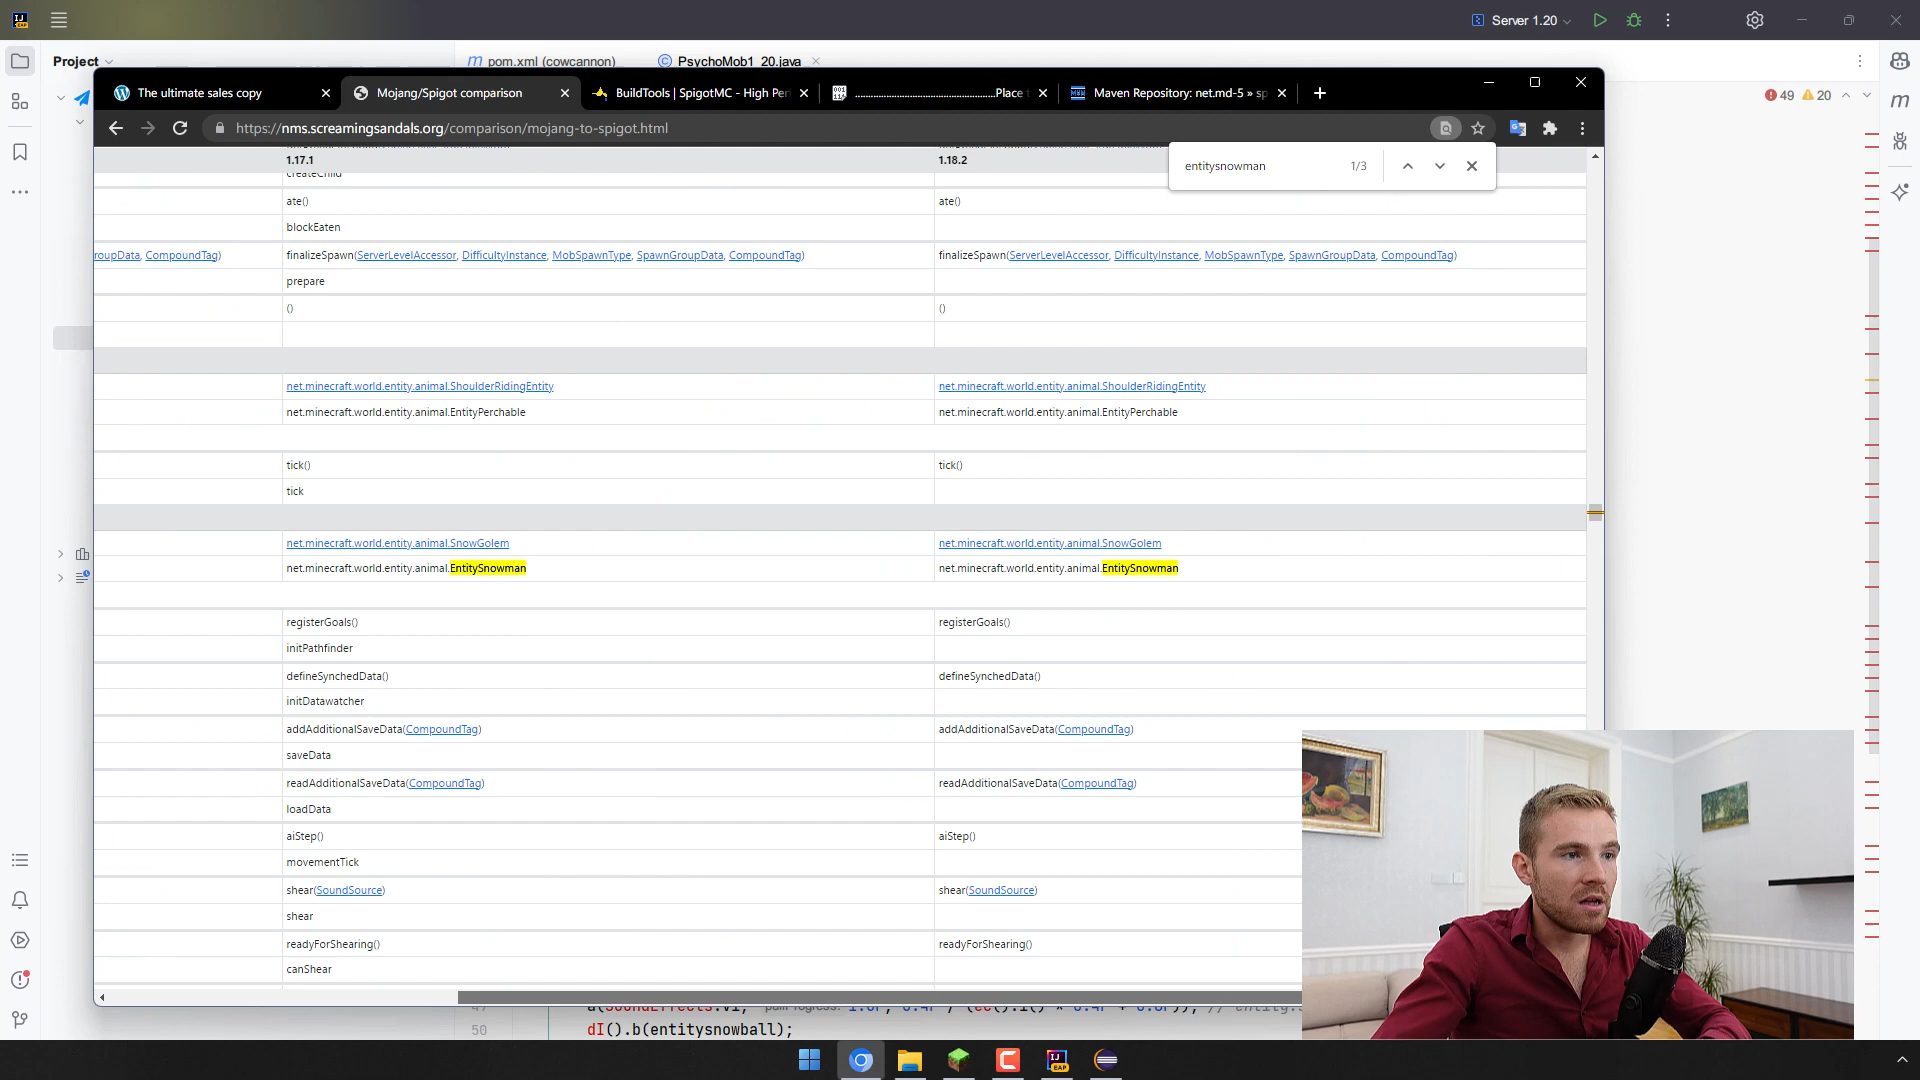 Server 1.20
Project
pom.xml (cowcannon)
PsychoMob1_20.java
49 20
The ultimate sales copy
Mojang/Spigot comparison
BuildTools | SpigotMC - High Per
Place t
Maven Repository: net.md-5 » sp
https://nms.screamingsandals.org/comparison/mojang-to-spigot.html
entitysnowman 1/3
1.17.1 1.18.2
createChild
ate() ate()
blockEaten
roupData, CompoundTag) finalizeSpawn(ServerLevelAccessor, DifficultyInstance, MobSpawnType, SpawnGroupData, CompoundTag) finalizeSpawn(ServerLevelAccessor, DifficultyInstance, MobSpawnType, SpawnGroupData, CompoundTag)
prepare
() ()
net.minecraft.world.entity.animal.ShoulderRidingEntity net.minecraft.world.entity.animal.ShoulderRidingEntity
net.minecraft.world.entity.animal.EntityPerchable net.minecraft.world.entity.animal.EntityPerchable
tick() tick()
tick
net.minecraft.world.entity.animal.SnowGolem net.minecraft.world.entity.animal.SnowGolem
net.minecraft.world.entity.animal.EntitySnowman net.minecraft.world.entity.animal.EntitySnowman
registerGoals() registerGoals()
initPathfinder
defineSynchedData() defineSynchedData()
initDatawatcher
addAdditionalSaveData(CompoundTag) addAdditionalSaveData(CompoundTag)
saveData
readAdditionalSaveData(CompoundTag) readAdditionalSaveData(CompoundTag)
loadData
aiStep() aiStep()
movementTick
shear(SoundSource) shear(SoundSource)
shear
readyForShearing() readyForShearing()
canShear
50 dI().b(entitysnowball);